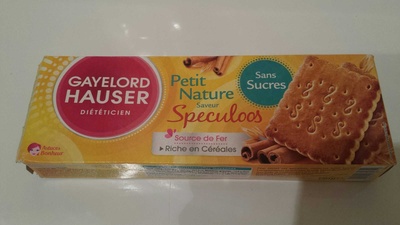 GAYELORD
HAUSER
DIÉTÉTICIEN
Petit
Nature
Saveur
Speculoos
Sans
Sucres
Source de Fer
Riche en Céréales